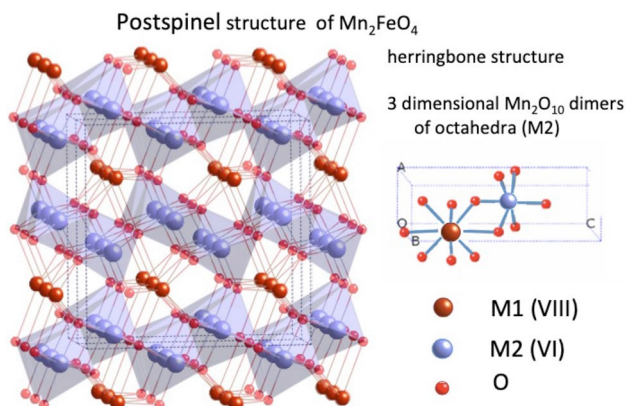 Postspinel structure of Mn₂FeO₄
herringbone structure
3 dimensional Mn₂O₁₀ dimers
of octahedra (M2)
A
O
B
C
M1 (VIII)
M2 (VI)
O